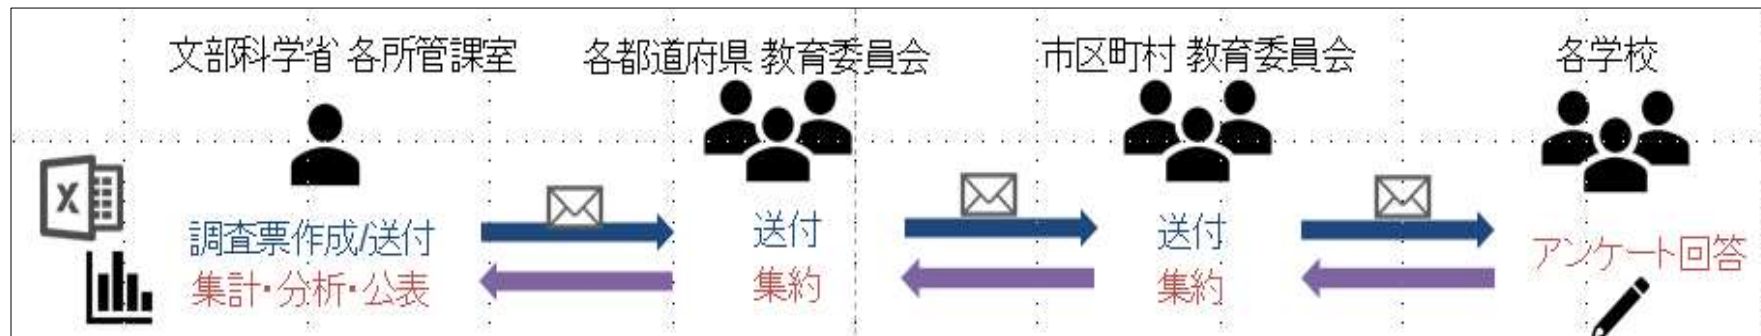 文部科学省 各所管課室
各都道府県 教育委員会
市区町村 教育委員会
各学校
X
調査票作成/送付
送付
送付
アンケート回答
集計・分析・公表
集約
集約